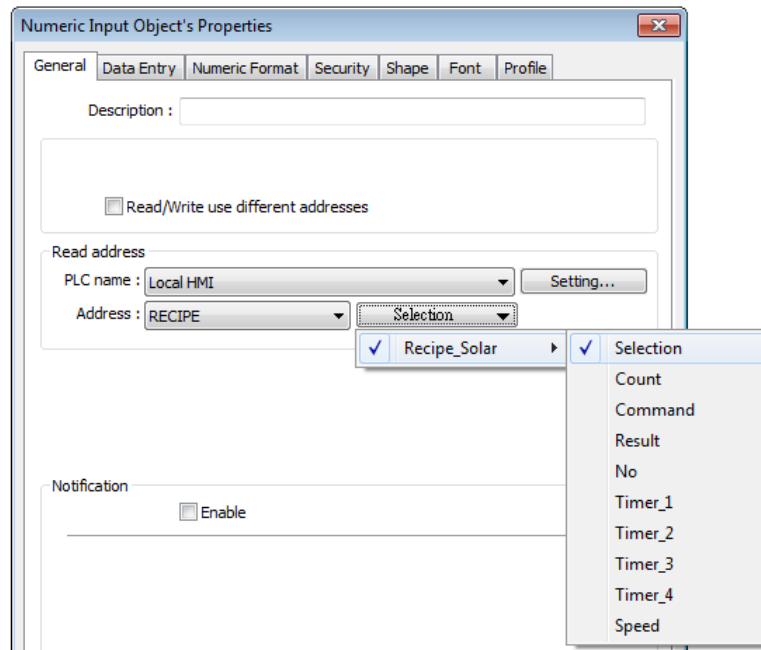 Numeric Input Object's Properties
General Data Entry Numeric Format Security Shape Font Profile
Description :
Read/Write use different addresses
Read address
PLC name : Local HMI Setting...
Address : RECIPE Selection
Recipe_Solar Selection
Count
Command
Result
No
Notification
Enable
Timer_1
Timer_2
Timer_3
Timer_4
Speed